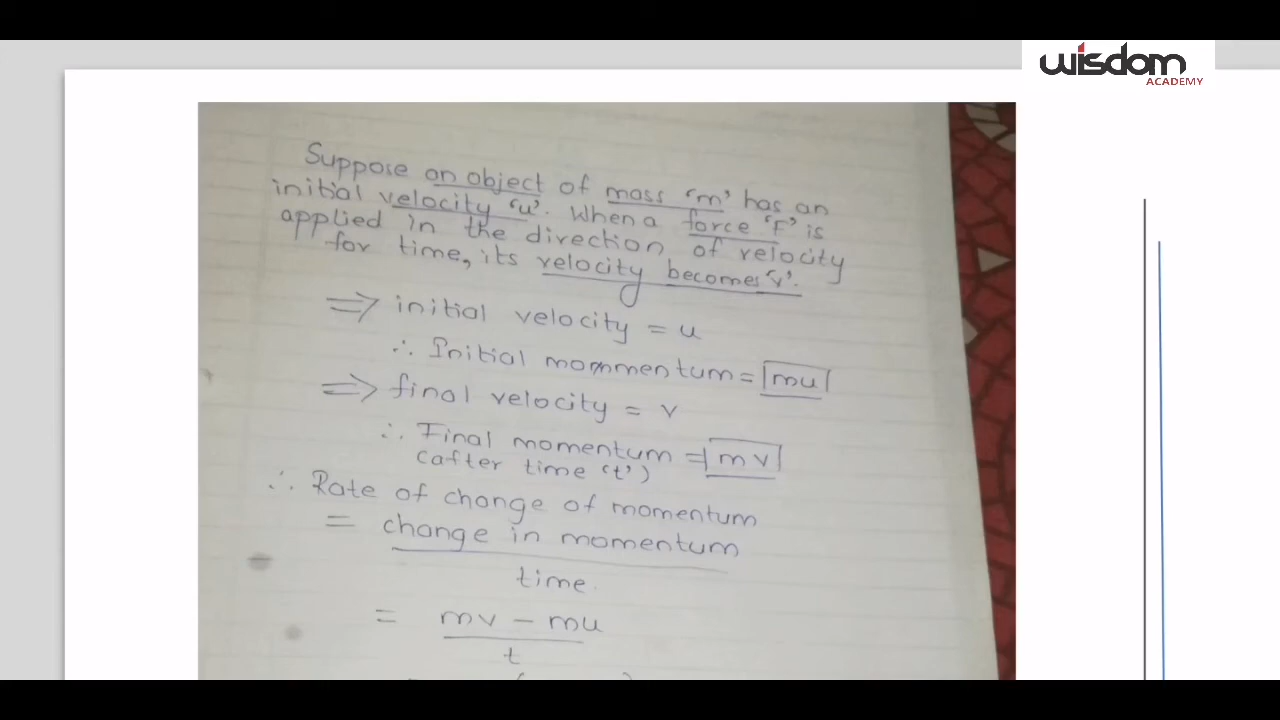 wisdom
ACADEMY
Suppose an object of mass 'm' has an
initial velocity 'u'. When a force 'F' is
applied in the direction of velocity
for time, its velocity becomes 'v'.
⇒ initial velocity = u
∴ Initial mommentum = mu
⇒ final velocity = v
∴ Final momentum = mv
(after time 't')
∴ Rate of change of momentum
= change in momentum
time.
= mv - mu
t